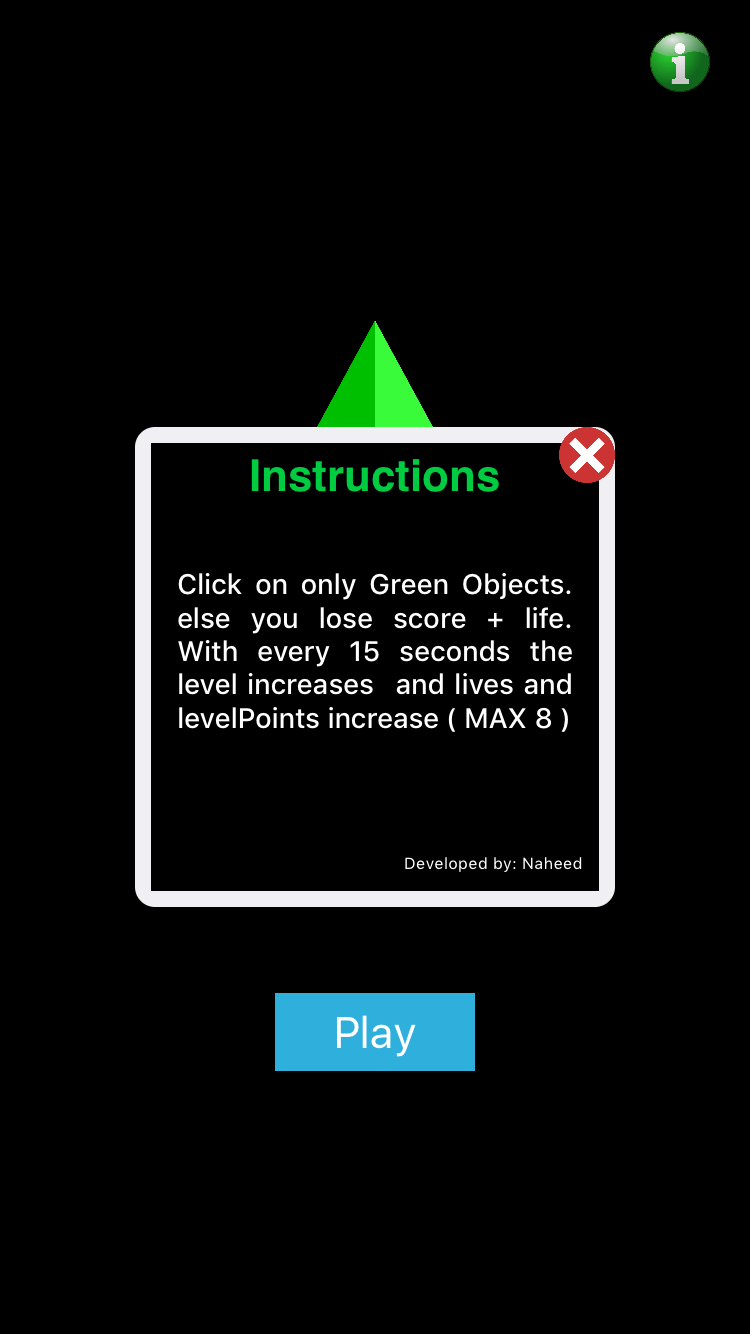 Instructions
Click on only Green Objects.
else you lose score + life.
With every 15 seconds the
level increases  and lives and
levelPoints increase ( MAX 8 )
Developed by: Naheed
Play